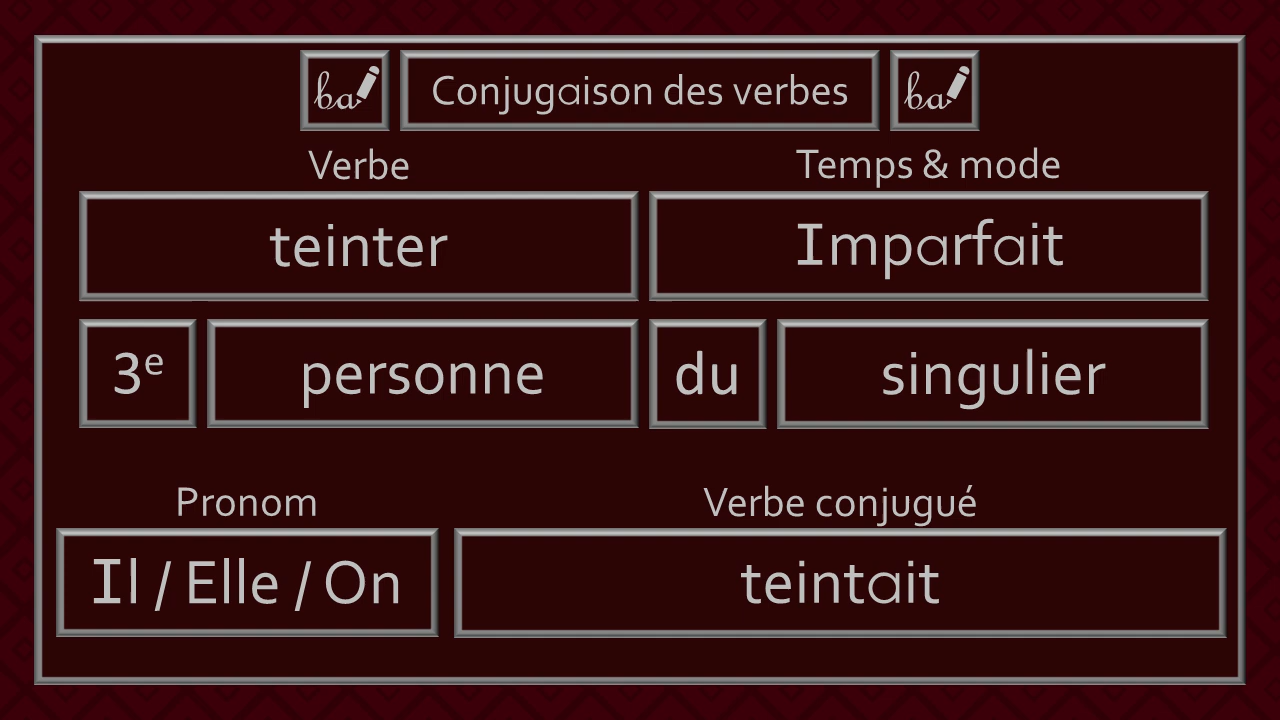 ba Conjugaison des verbes ba
Verbe
Temps & mode
teinter
Imparfait
3e personne du singulier
Pronom
Verbe conjugué
Il / Elle / On
teintait